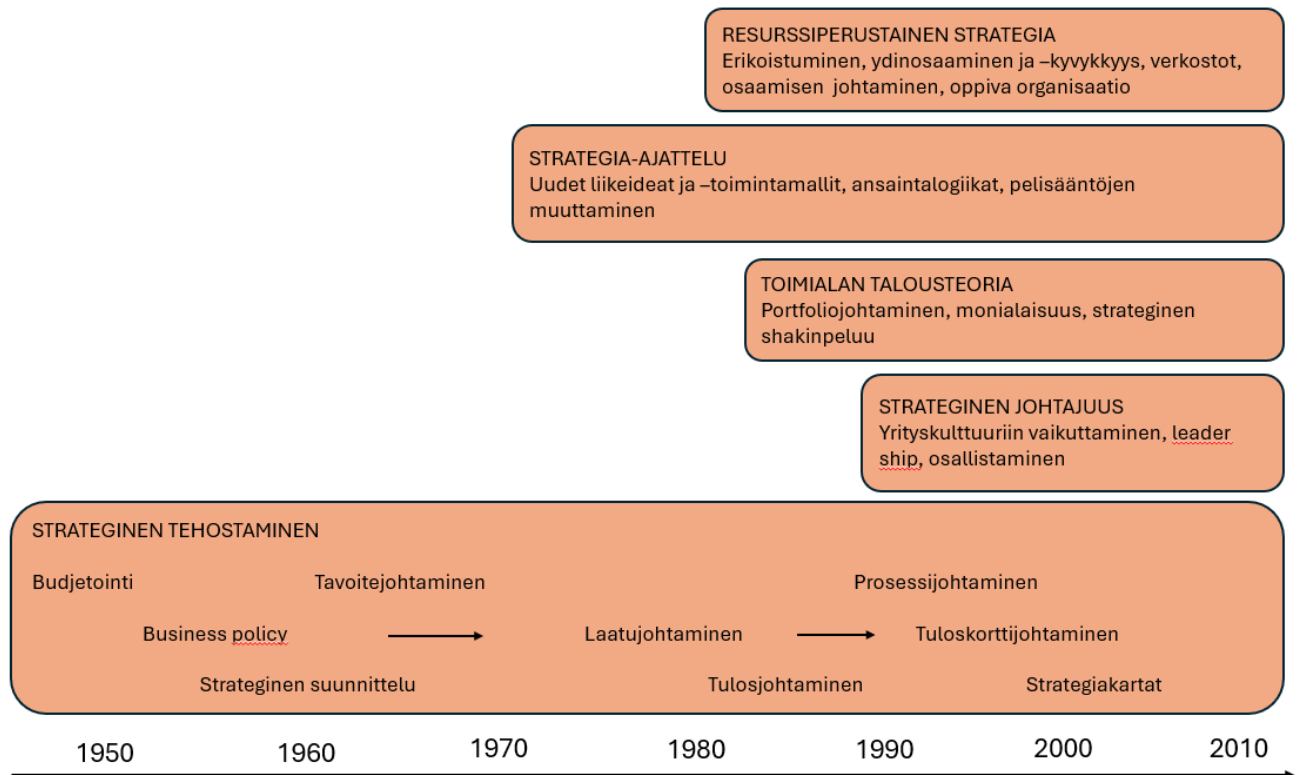 RESURSSIPERUSTAINEN STRATEGIA
Erikoistuminen, ydinosaaminen ja –kyvykkyys, verkostot,
osaamisen johtaminen, oppiva organisaatio
STRATEGIA-AJATTELU
Uudet liikeideat ja –toimintamallit, ansaintalogiikat, pelisääntöjen
muuttaminen
TOIMIALAN TALOUSTEORIA
Portfoliojohtaminen, monialaisuus, strateginen
shakinpeluu
STRATEGINEN JOHTAJUUS
Yrityskulttuuriin vaikuttaminen, leader
ship, osallistaminen
STRATEGINEN TEHOSTAMINEN
Budjetointi Tavoitejohtaminen Prosessijohtaminen
Business policy Laatujohtaminen Tuloskorttijohtaminen
Strateginen suunnittelu Tulosjohtaminen Strategiakartat
1950 1960 1970 1980 1990 2000 2010